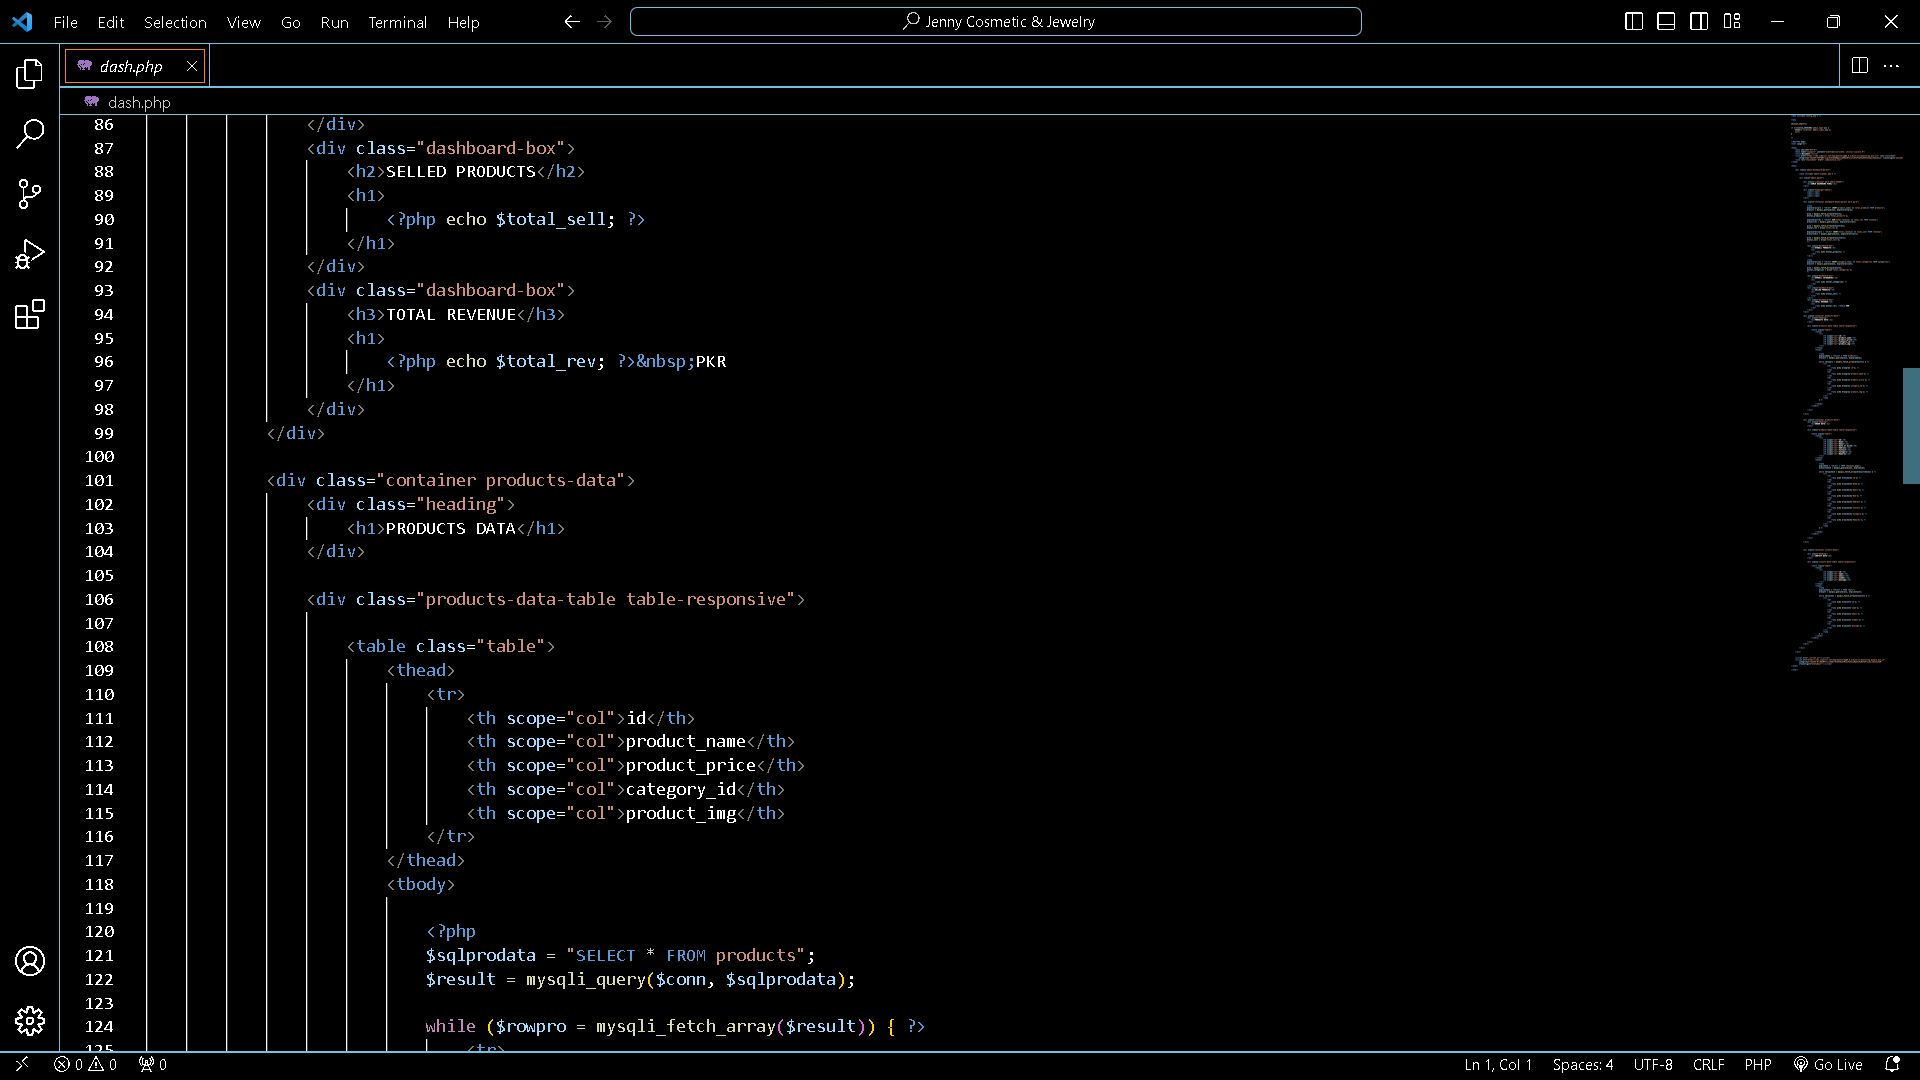 File Edit Selection View Go Run Terminal Help
Jenny Cosmetic & Jewelry
dash.php
dash.php
86 </div>
87 <div class="dashboard-box">
88 <h2>SELLED PRODUCTS</h2>
89 <h1>
90 <?php echo $total_sell; ?>
91 </h1>
92 </div>
93 <div class="dashboard-box">
94 <h3>TOTAL REVENUE</h3>
95 <h1>
96 <?php echo $total_rev; ?>&nbsp;PKR
97 </h1>
98 </div>
99 </div>
100
101 <div class="container products-data">
102 <div class="heading">
103 <h1>PRODUCTS DATA</h1>
104 </div>
105
106 <div class="products-data-table table-responsive">
107
108 <table class="table">
109 <thead>
110 <tr>
111 <th scope="col">id</th>
112 <th scope="col">product_name</th>
113 <th scope="col">product_price</th>
114 <th scope="col">category_id</th>
115 <th scope="col">product_img</th>
116 </tr>
117 </thead>
118 <tbody>
119
120 <?php
121 $sqlprodata = "SELECT * FROM products";
122 $result = mysqli_query($conn, $sqlprodata);
123
124 while ($rowpro = mysqli_fetch_array($result)) { ?>
125 <tr>
0 0 0
Ln 1, Col 1 Spaces: 4 UTF-8 CRLF PHP Go Live